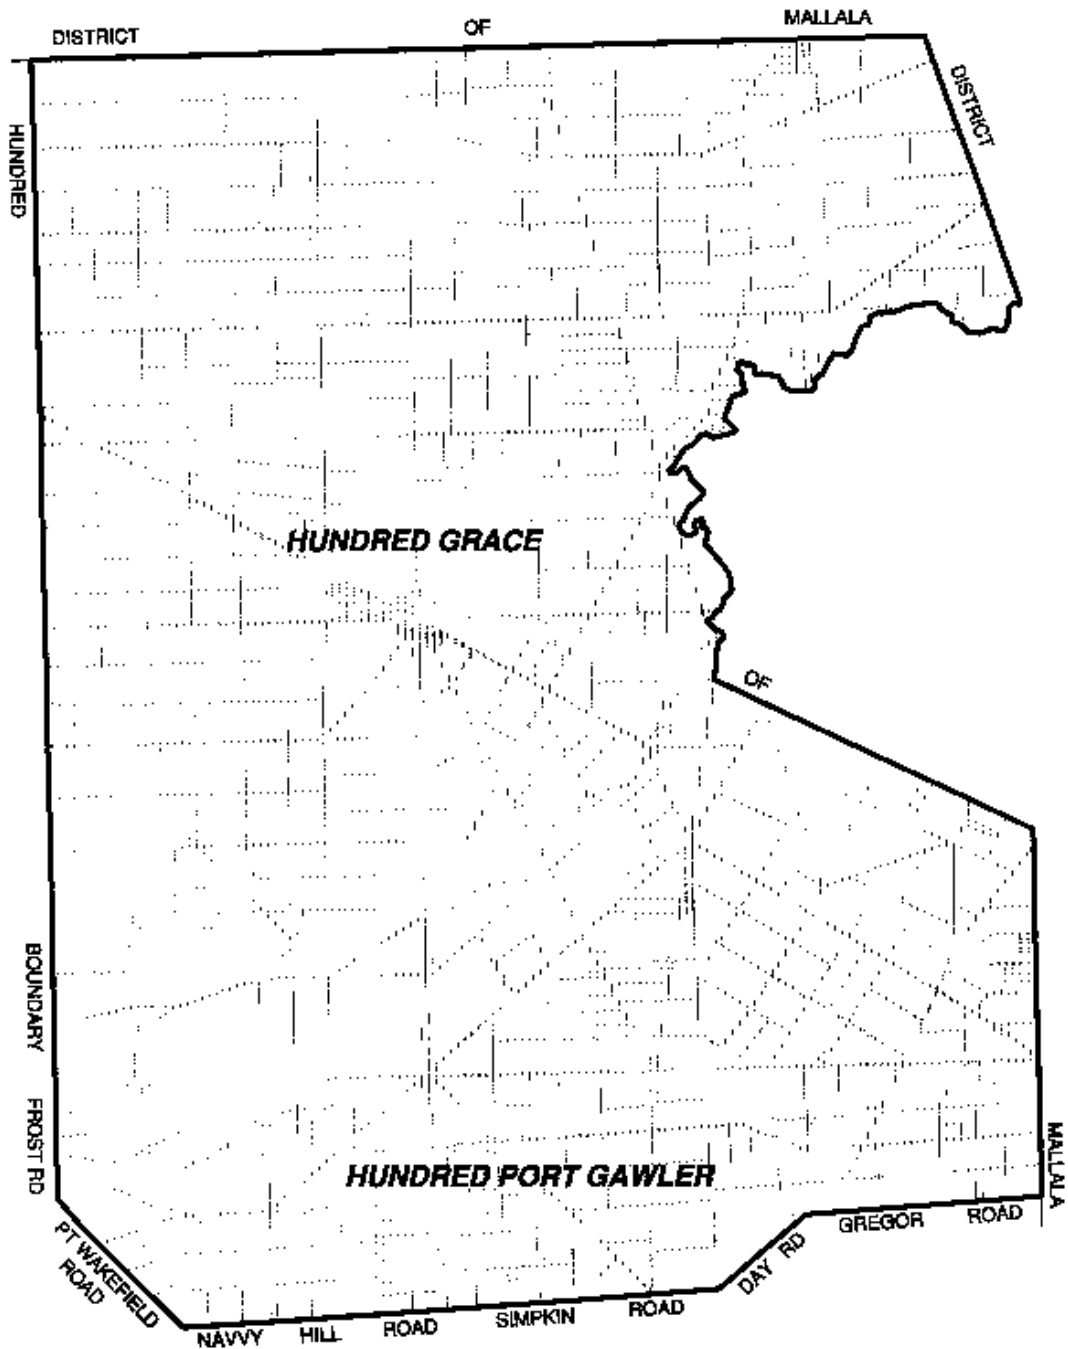 DISTRICT OF MALLALA
DISTRICT
HUNDRED
HUNDRED GRACE
OF
BOUNDARY
FROST RD
MALLALA
HUNDRED PORT GAWLER
GREGOR ROAD
DAY RD
PT WAKEFIELD
ROAD
NAVVY HILL ROAD SIMPKIN ROAD